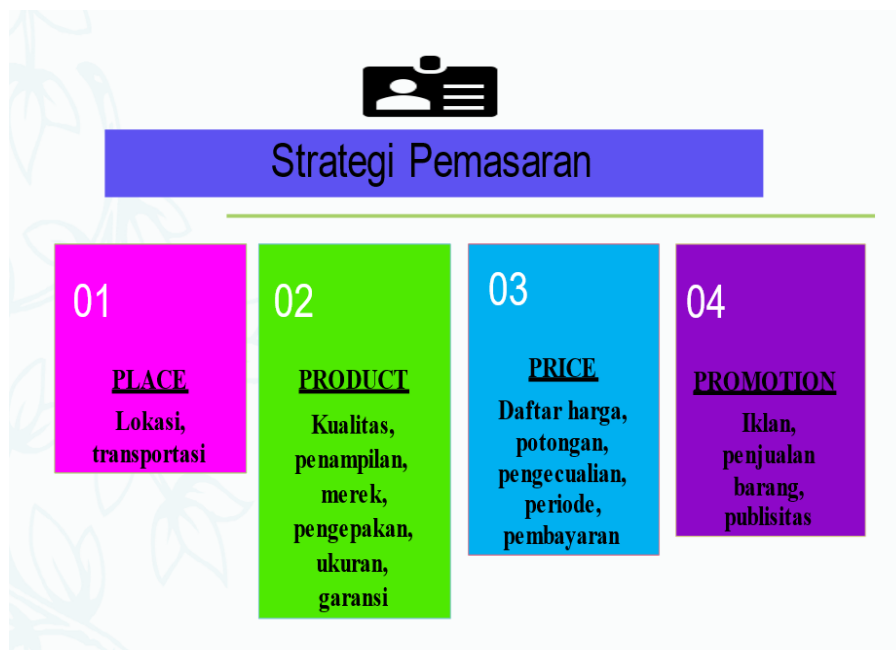 Strategi Pemasaran
01
PLACE
Lokasi,
transportasi
02
PRODUCT
Kualitas,
penampilan,
merek,
pengepakan,
ukuran,
garansi
03
PRICE
Daftar harga,
potongan,
pengecualian,
periode,
pembayaran
04
PROMOTION
Iklan,
penjualan
barang,
publisitas